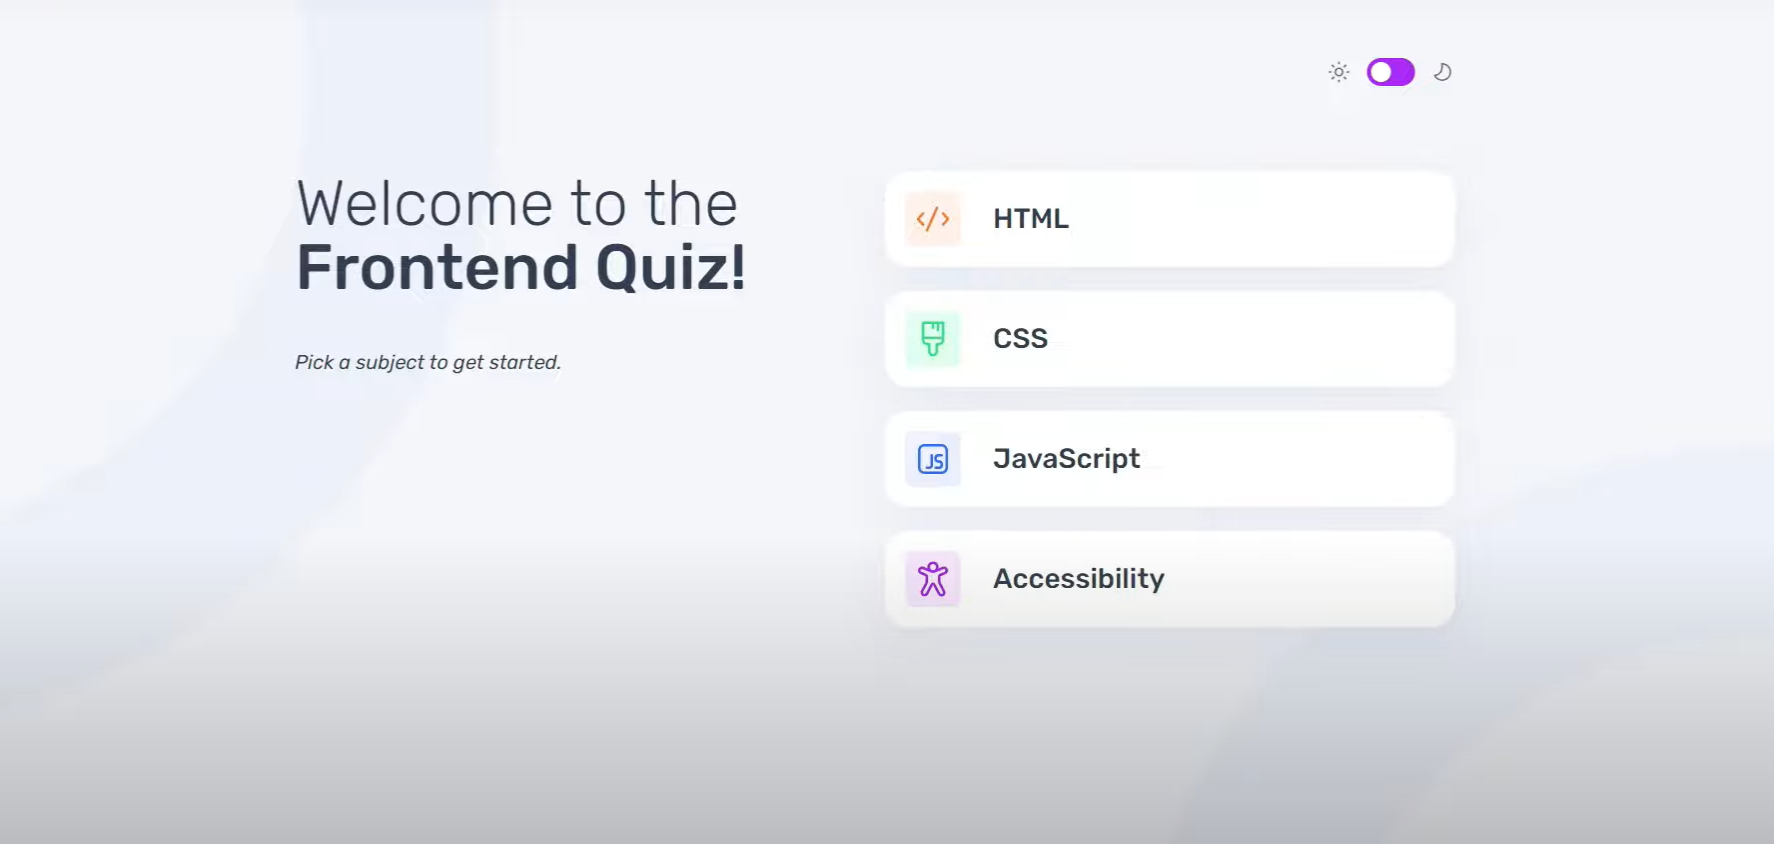 Welcome to the
Frontend Quiz!
Pick a subject to get started.
HTML
CSS
JS
JavaScript
Accessibility